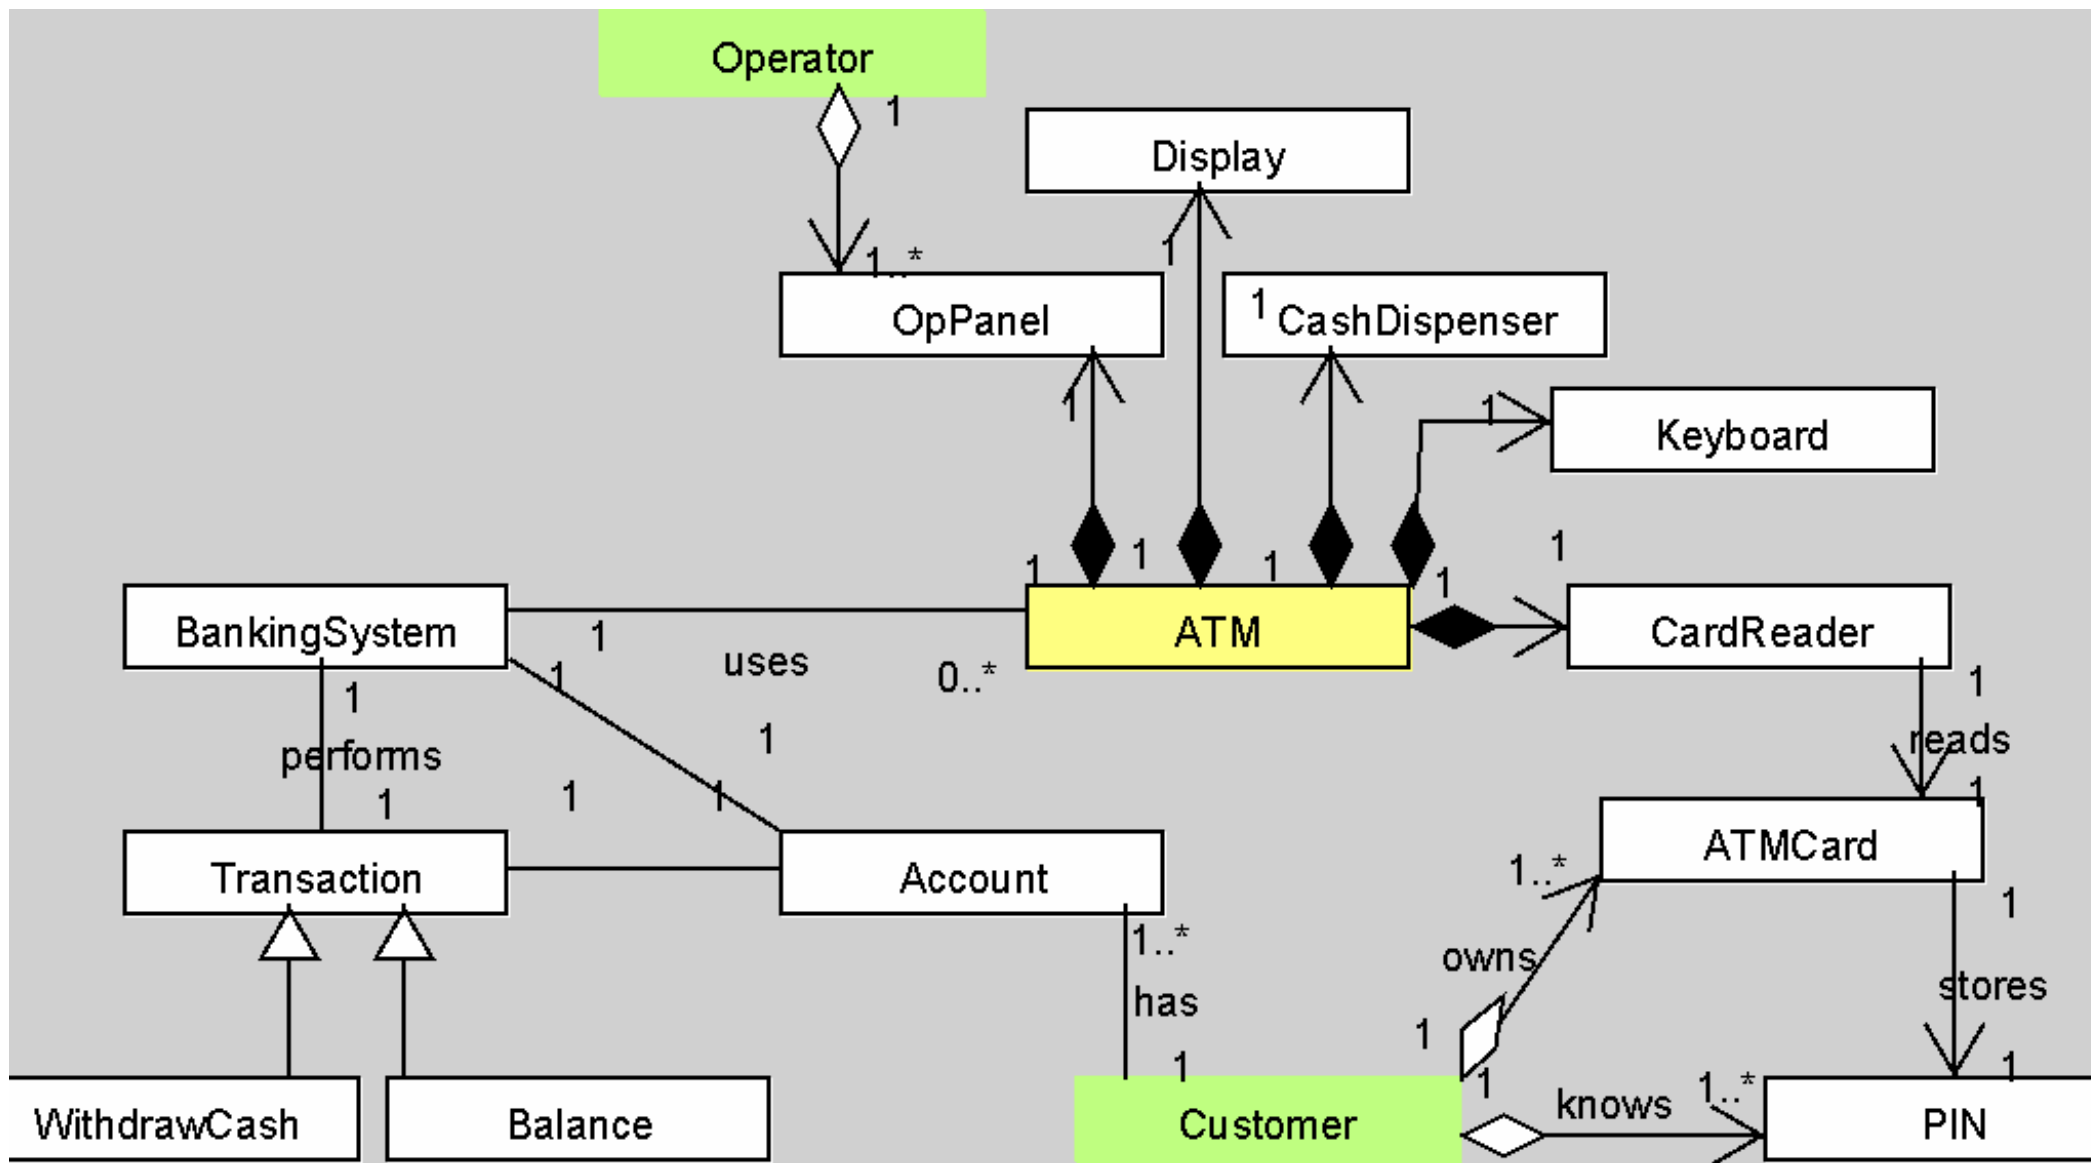 Operator
1
Display
1
1..*
OpPanel
1
CashDispenser
1
1
Keyboard
1
1
1
1
1
BankingSystem
ATM
CardReader
1
1
uses
0..*
1
1
performs
1
reads
1
1
1
1
Transaction
Account
ATMCard
1..*
1
1..*
owns
has
stores
1
1
1
1
1..*
knows
WithdrawCash
Balance
Customer
PIN